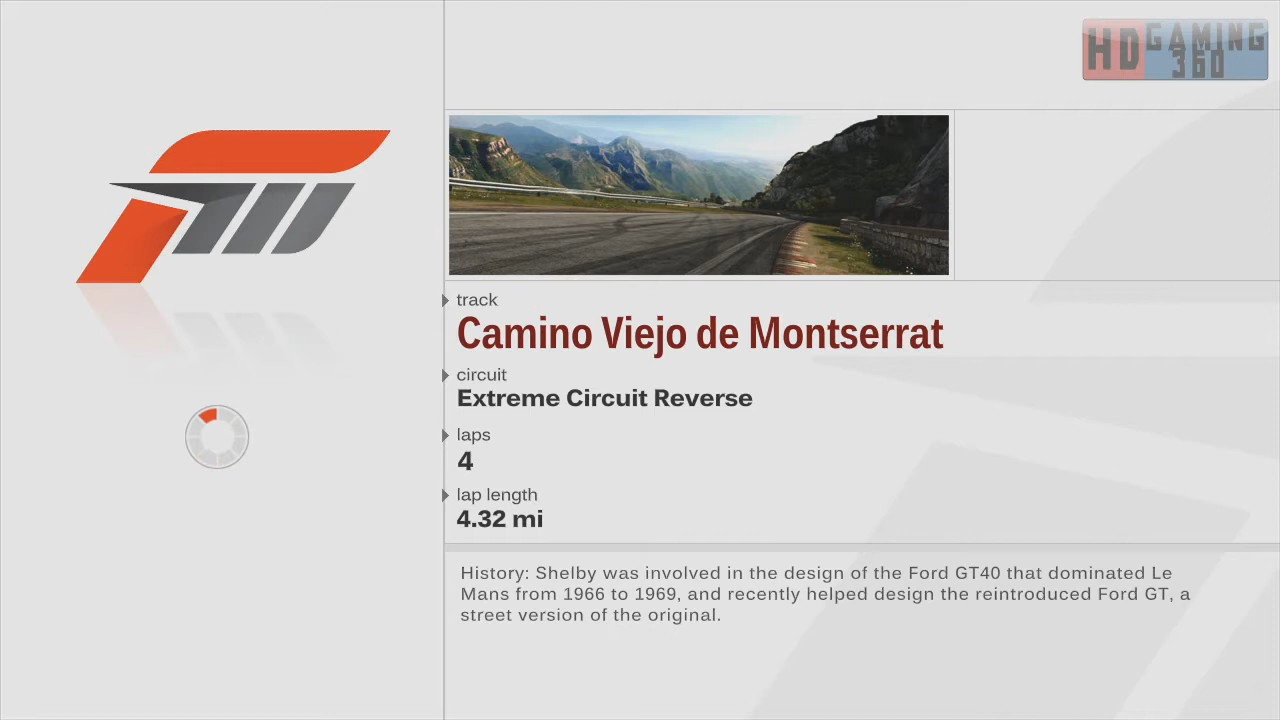 HD GAMING
360
track
Camino Viejo de Montserrat
circuit
Extreme Circuit Reverse
laps
4
lap length
4.32 mi
History: Shelby was involved in the design of the Ford GT40 that dominated Le
Mans from 1966 to 1969, and recently helped design the reintroduced Ford GT, a
street version of the original.